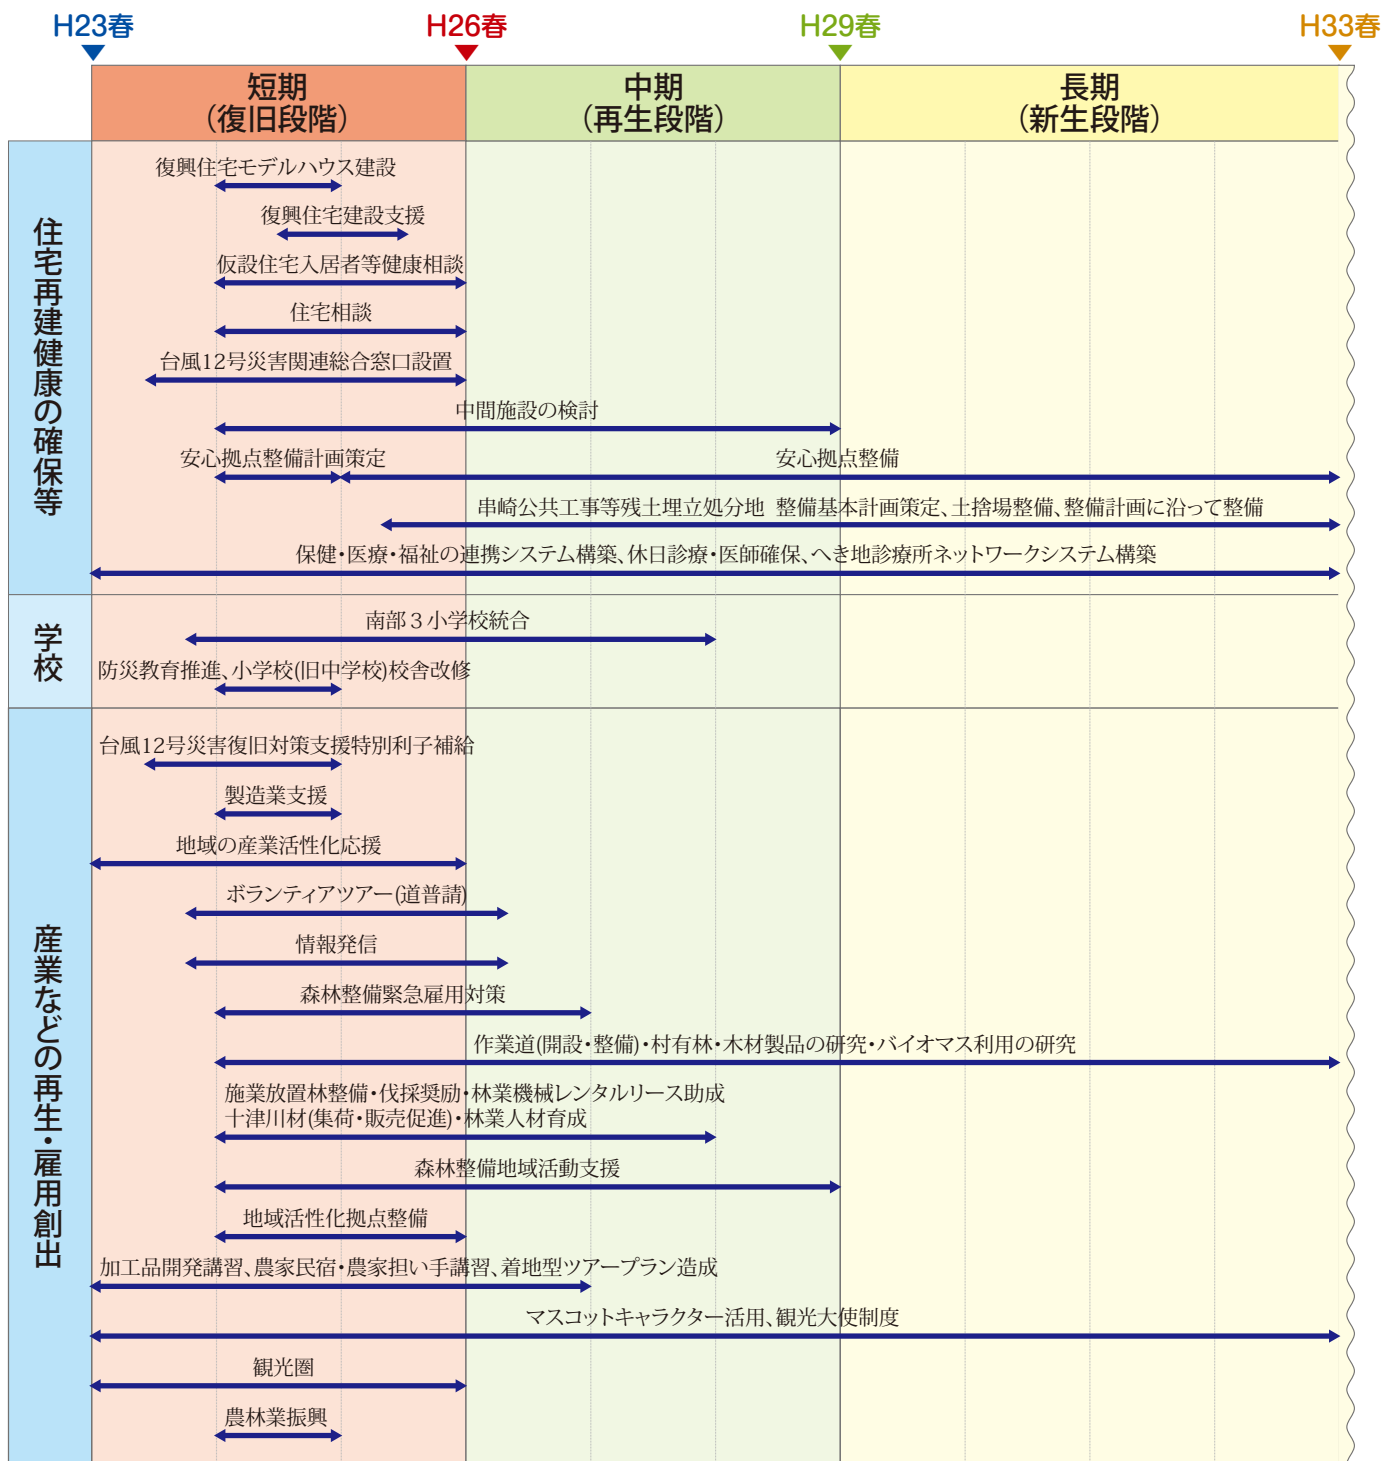 H23春
H26春
H29春
H33春
短期
(復旧段階)
中期
(再生段階)
長期
(新生段階)
住宅再建健康の確保等
復興住宅モデルハウス建設
復興住宅建設支援
仮設住宅入居者等健康相談
住宅相談
台風12号災害関連総合窓口設置
中間施設の検討
安心拠点整備計画策定
安心拠点整備
串崎公共工事等残土埋立処分地 整備基本計画策定、土捨場整備、整備計画に沿って整備
保健・医療・福祉の連携システム構築、休日診療・医師確保、へき地診療所ネットワークシステム構築
学校
南部3小学校統合
防災教育推進、小学校(旧中学校)校舎改修
産業などの再生・雇用創出
台風12号災害復旧対策支援特別利子補給
製造業支援
地域の産業活性化応援
ボランティアツアー(道普請)
情報発信
森林整備緊急雇用対策
作業道(開設・整備)・村有林・木材製品の研究・バイオマス利用の研究
施業放置林整備・伐採奨励・林業機械レンタルリース助成
十津川材(集荷・販売促進)・林業人材育成
森林整備地域活動支援
地域活性化拠点整備
加工品開発講習、農家民宿・農家担い手講習、着地型ツアープラン造成
マスコットキャラクター活用、観光大使制度
観光圏
農林業振興